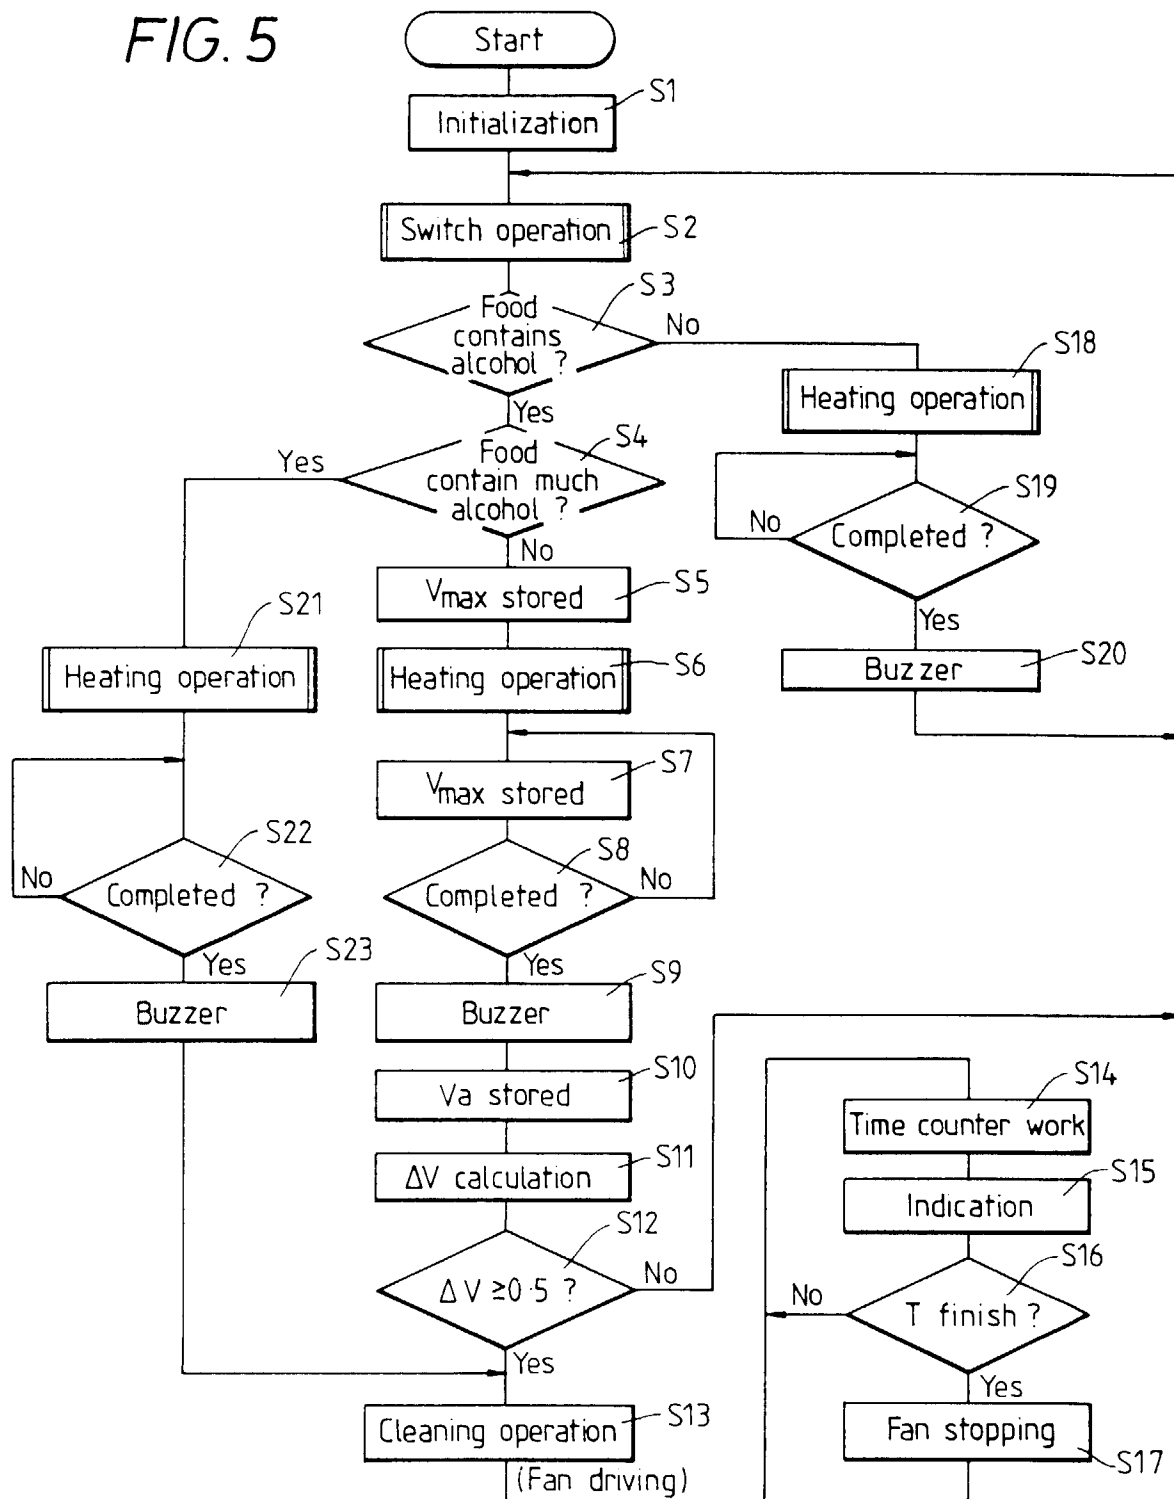 FIG. 5
Start
S1
Initialization
Switch operation
S2
S3
Food
contains
alcohol ?
No
Yes
S18
Heating operation
S4
Food
contain much
alcohol ?
Yes
No
S19
Completed ?
No
Yes
S5
Vmax stored
S20
Buzzer
S21
Heating operation
S6
Heating operation
S7
Vmax stored
S22
Completed ?
No
Yes
S8
Completed ?
No
Yes
S23
Buzzer
S9
Buzzer
S10
Va stored
S11
ΔV calculation
S12
ΔV ≥0·5 ?
No
Yes
S13
Cleaning operation
(Fan driving)
S14
Time counter work
S15
Indication
S16
T finish ?
No
Yes
Fan stopping
S17